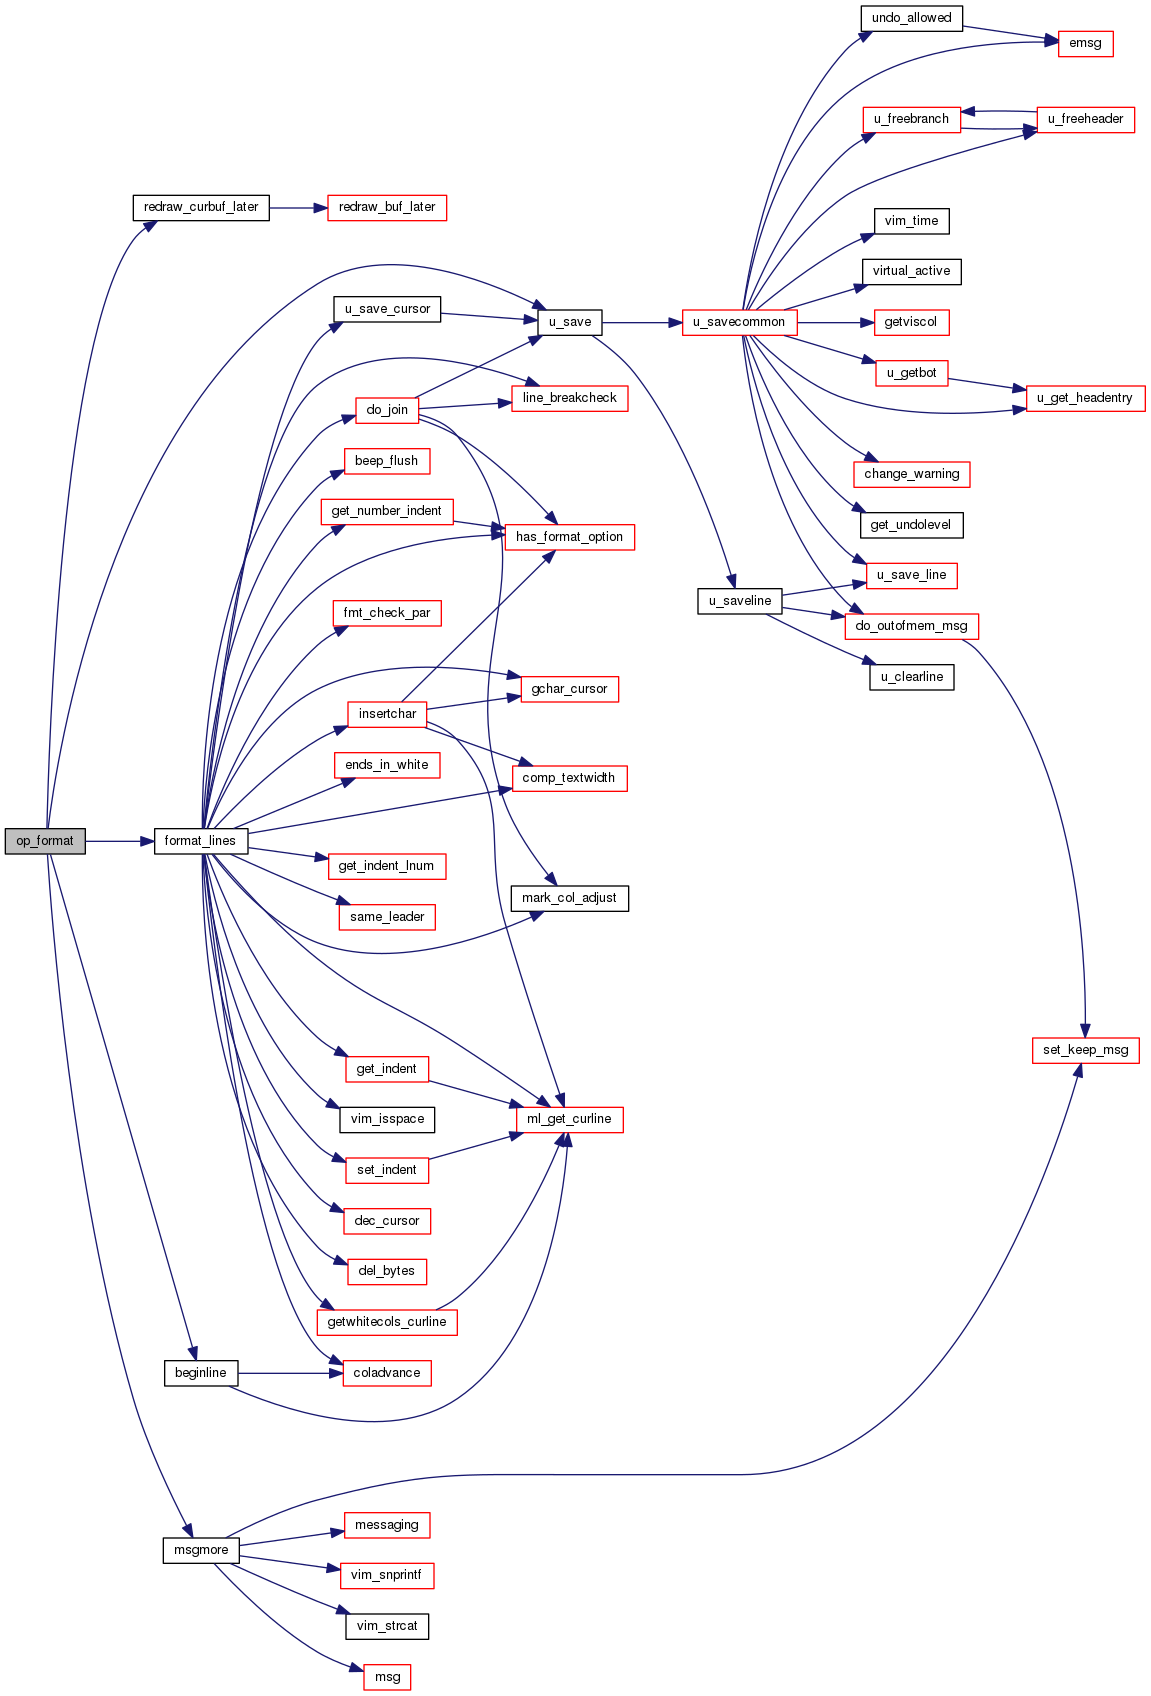 undo_allowed
emsg
u_freebranch
u_freeheader
redraw_curbuf_later
redraw_buf_later
vim_time
virtual_active
u_save_cursor
u_save
u_savecommon
getviscol
u_getbot
do_join
line_breakcheck
u_get_headentry
beep_flush
change_warning
get_number_indent
get_undolevel
has_format_option
u_save_line
u_saveline
fmt_check_par
do_outofmem_msg
u_clearline
gchar_cursor
insertchar
ends_in_white
comp_textwidth
op_format
format_lines
get_indent_lnum
mark_col_adjust
same_leader
set_keep_msg
get_indent
vim_isspace
ml_get_curline
set_indent
dec_cursor
del_bytes
getwhitecols_curline
beginline
coladvance
messaging
msgmore
vim_snprintf
vim_strcat
msg